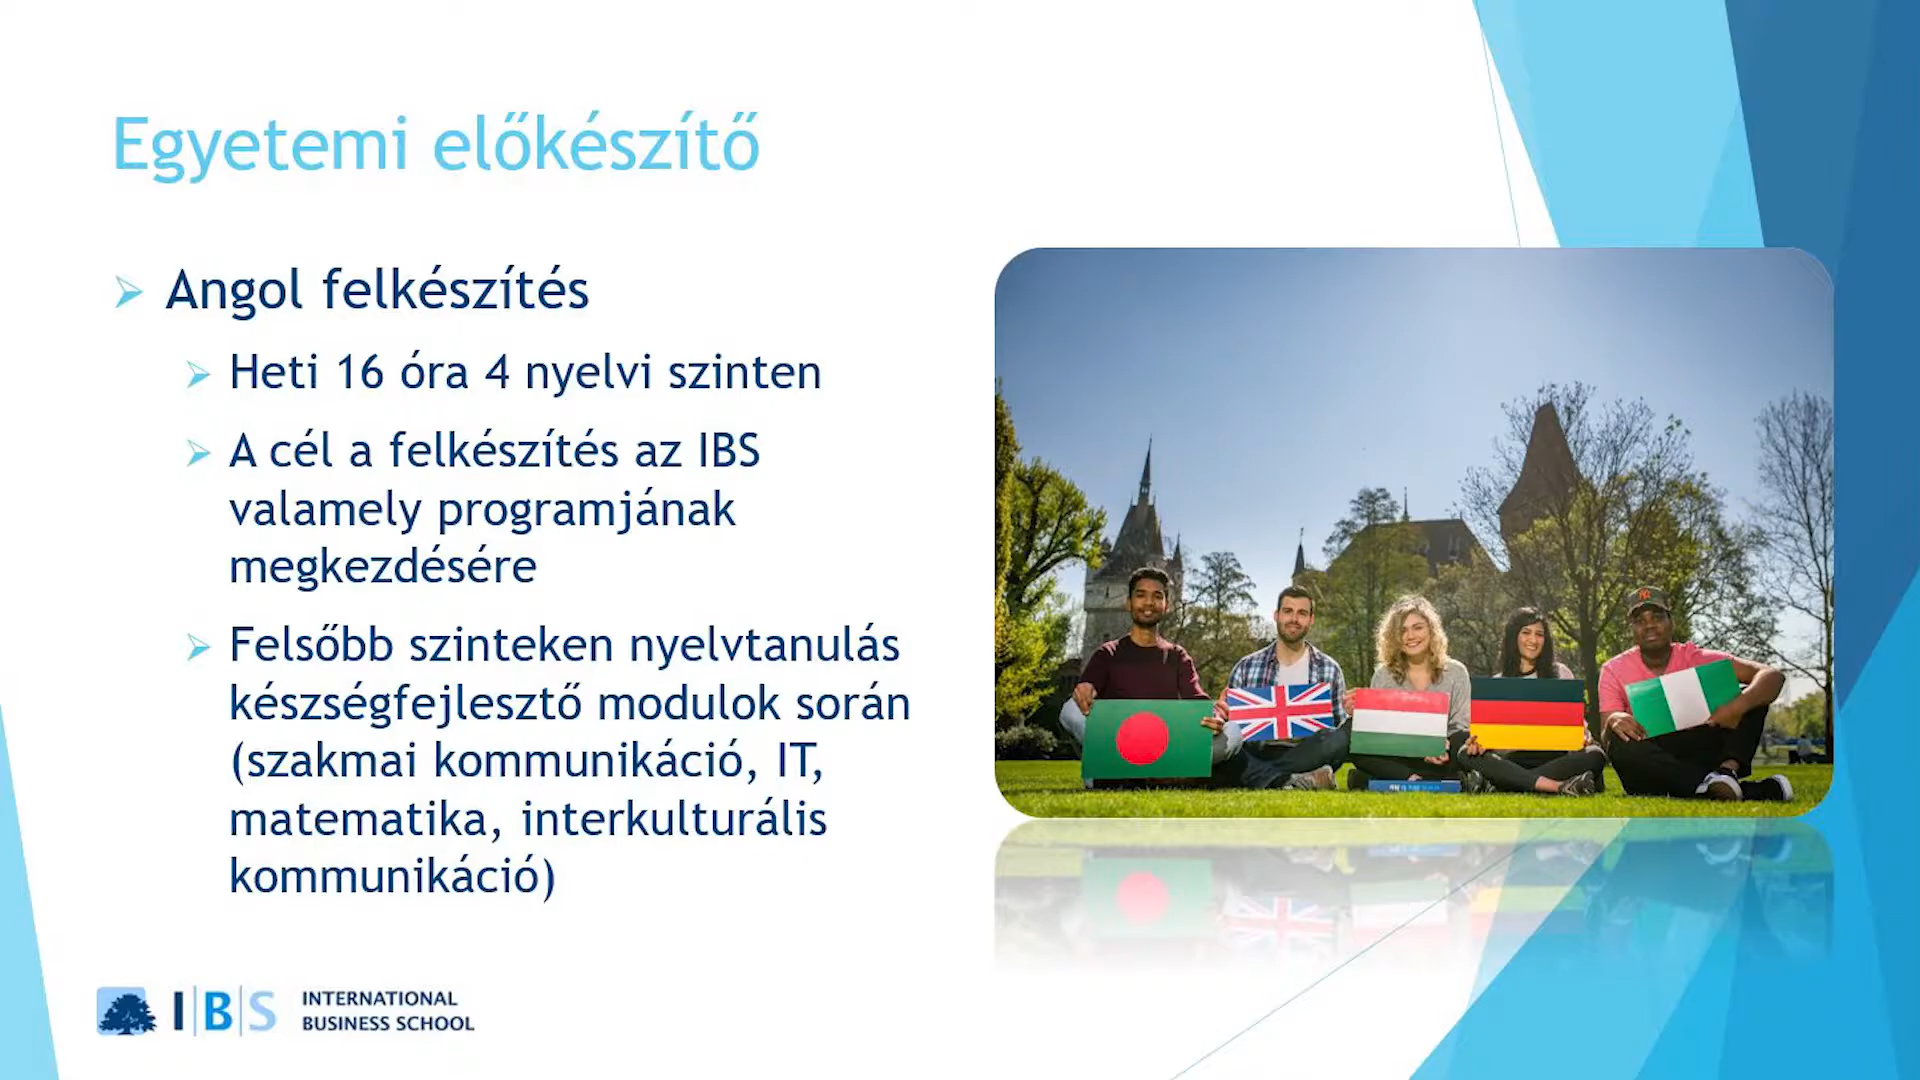 Egyetemi előkészítő
Angol felkészítés
Heti 16 óra 4 nyelvi szinten
A cél a felkészítés az IBS
valamely programjának
megkezdésére
Felsőbb szinteken nyelvtanulás
készségfejlesztő modulok során
(szakmai kommunikáció, IT,
matematika, interkulturális
kommunikáció)
IBS INTERNATIONAL
BUSINESS SCHOOL